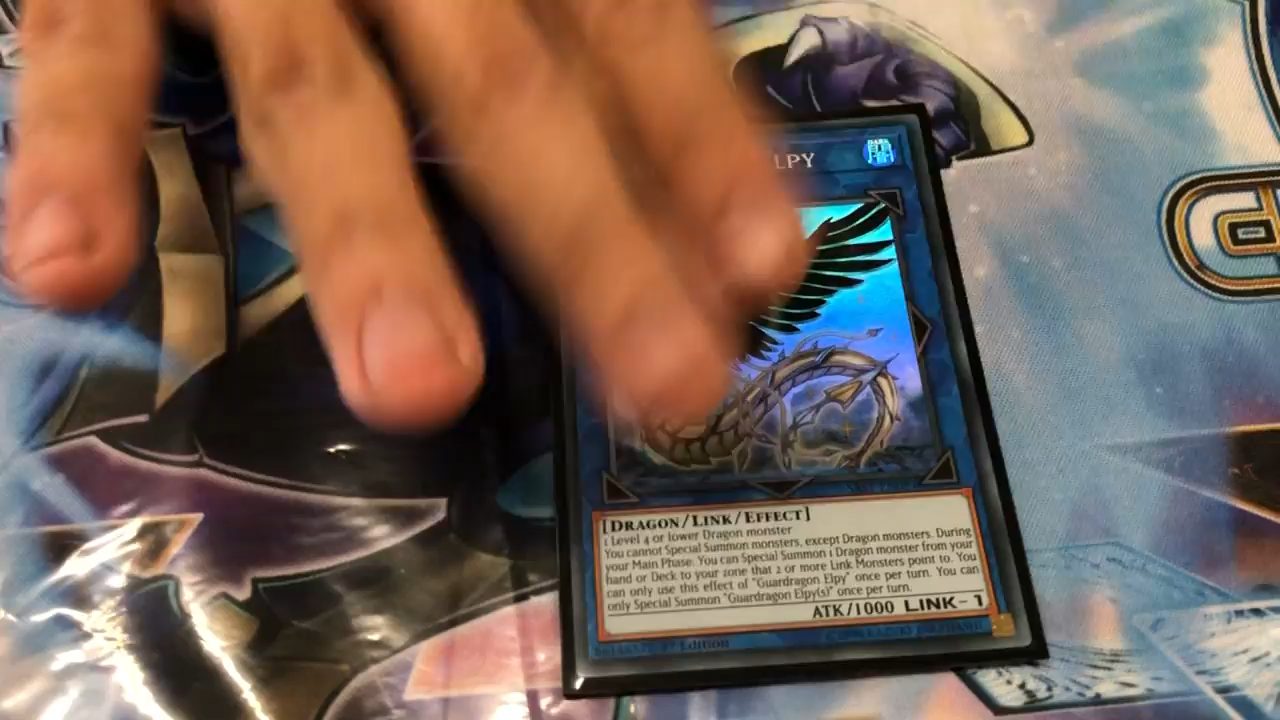 LPY
[DRAGON/LINK/EFFECT]
1 Level 4 or lower Dragon monster
You cannot Special Summon monsters, except Dragon monsters. During
your Main Phase: You can Special Summon 1 Dragon monster from your
hand or Deck to your zone that 2 or more Link Monsters point to. You
can only use this effect of "Guardragon Elpy" once per turn. You can
only Special Summon "Guardragon Elpy(s)" once per turn.
ATK/1000 LINK-1
Edition